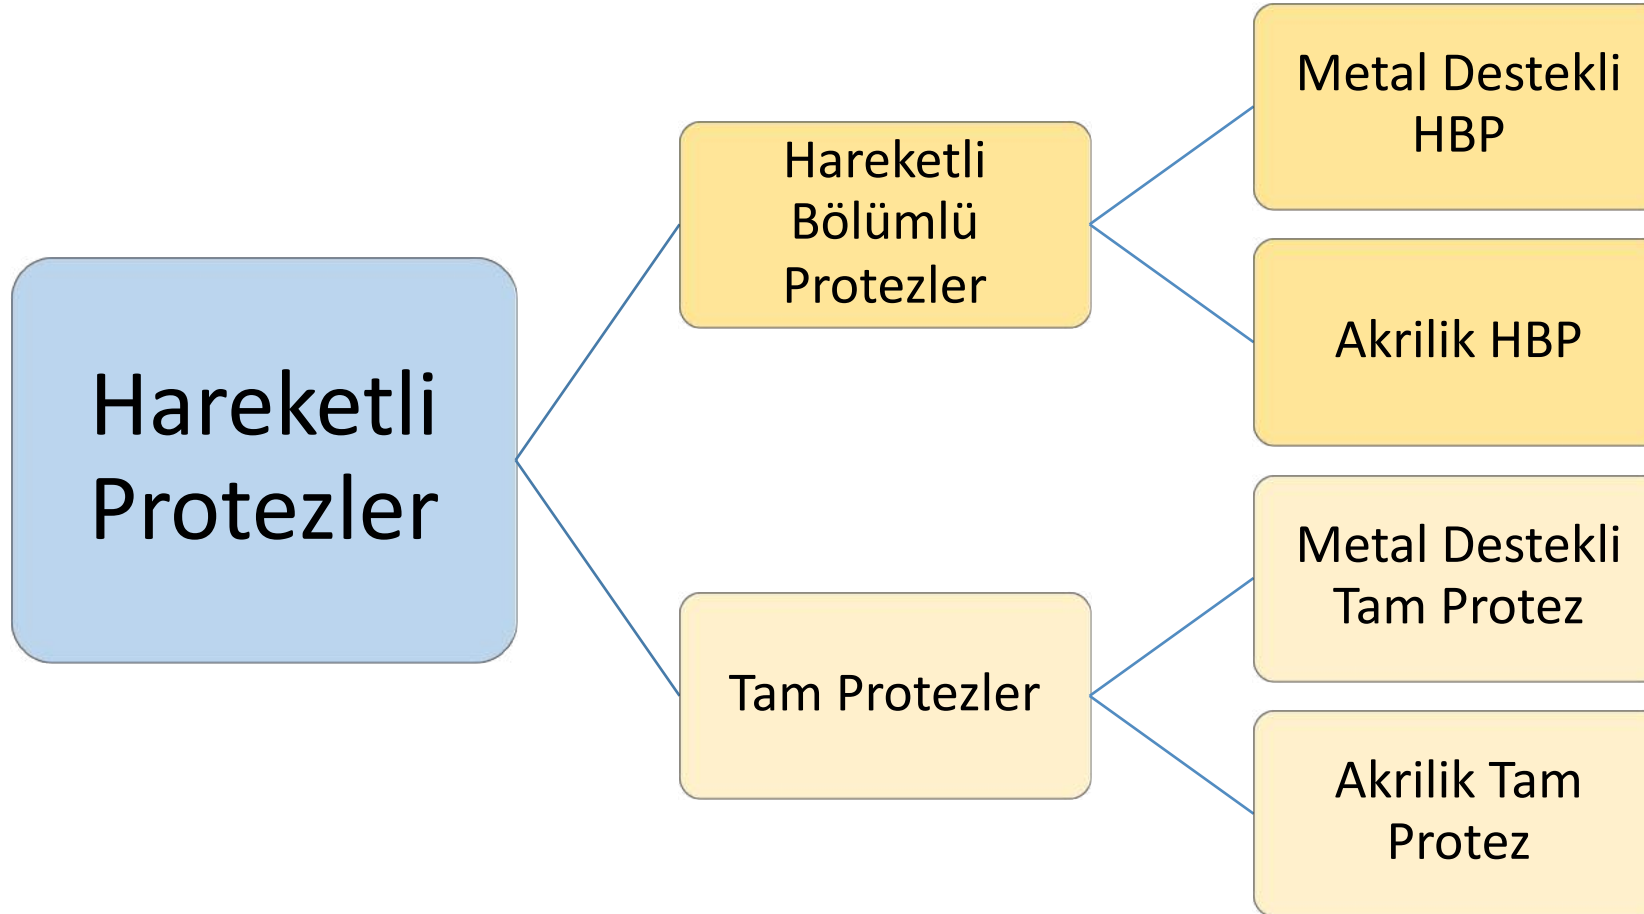 Hareketli
Protezler
Hareketli
Bölümlü
Protezler
Metal Destekli
HBP
Akrilik HBP
Tam Protezler
Metal Destekli
Tam Protez
Akrilik Tam
Protez